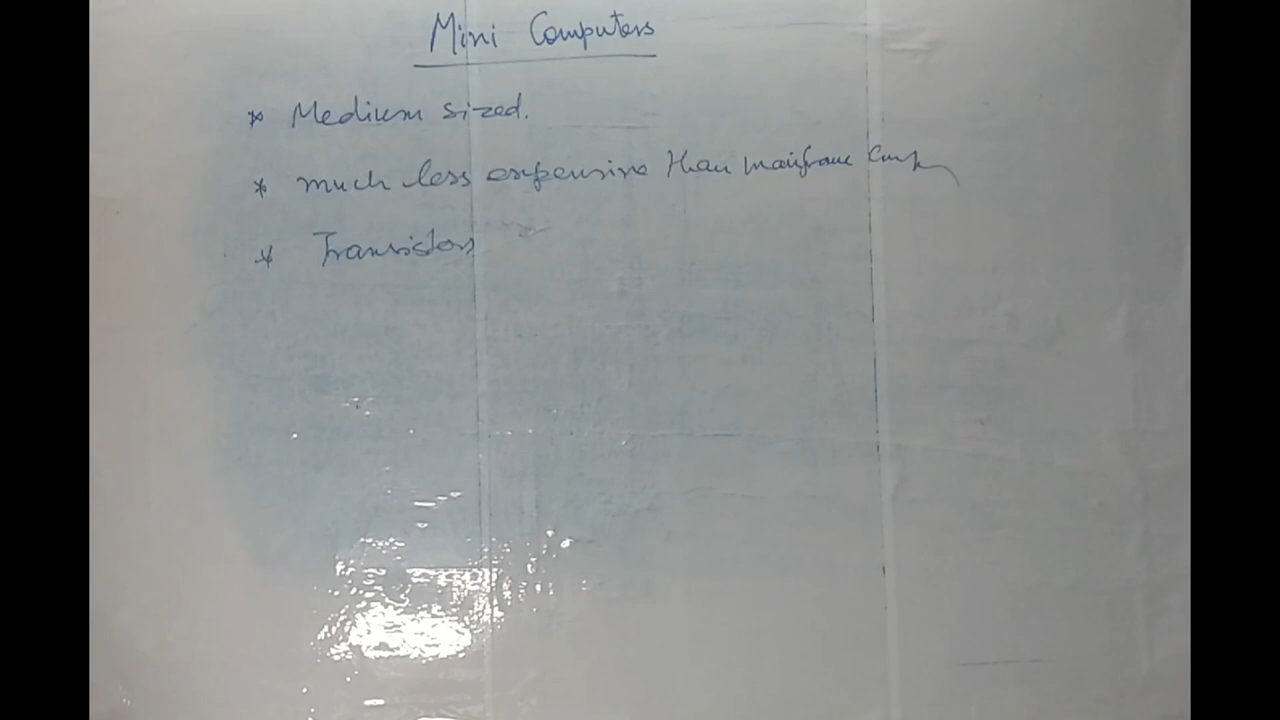 Mini Computers
* Medium sized.
* much less expensive than mainframe
* Transistors